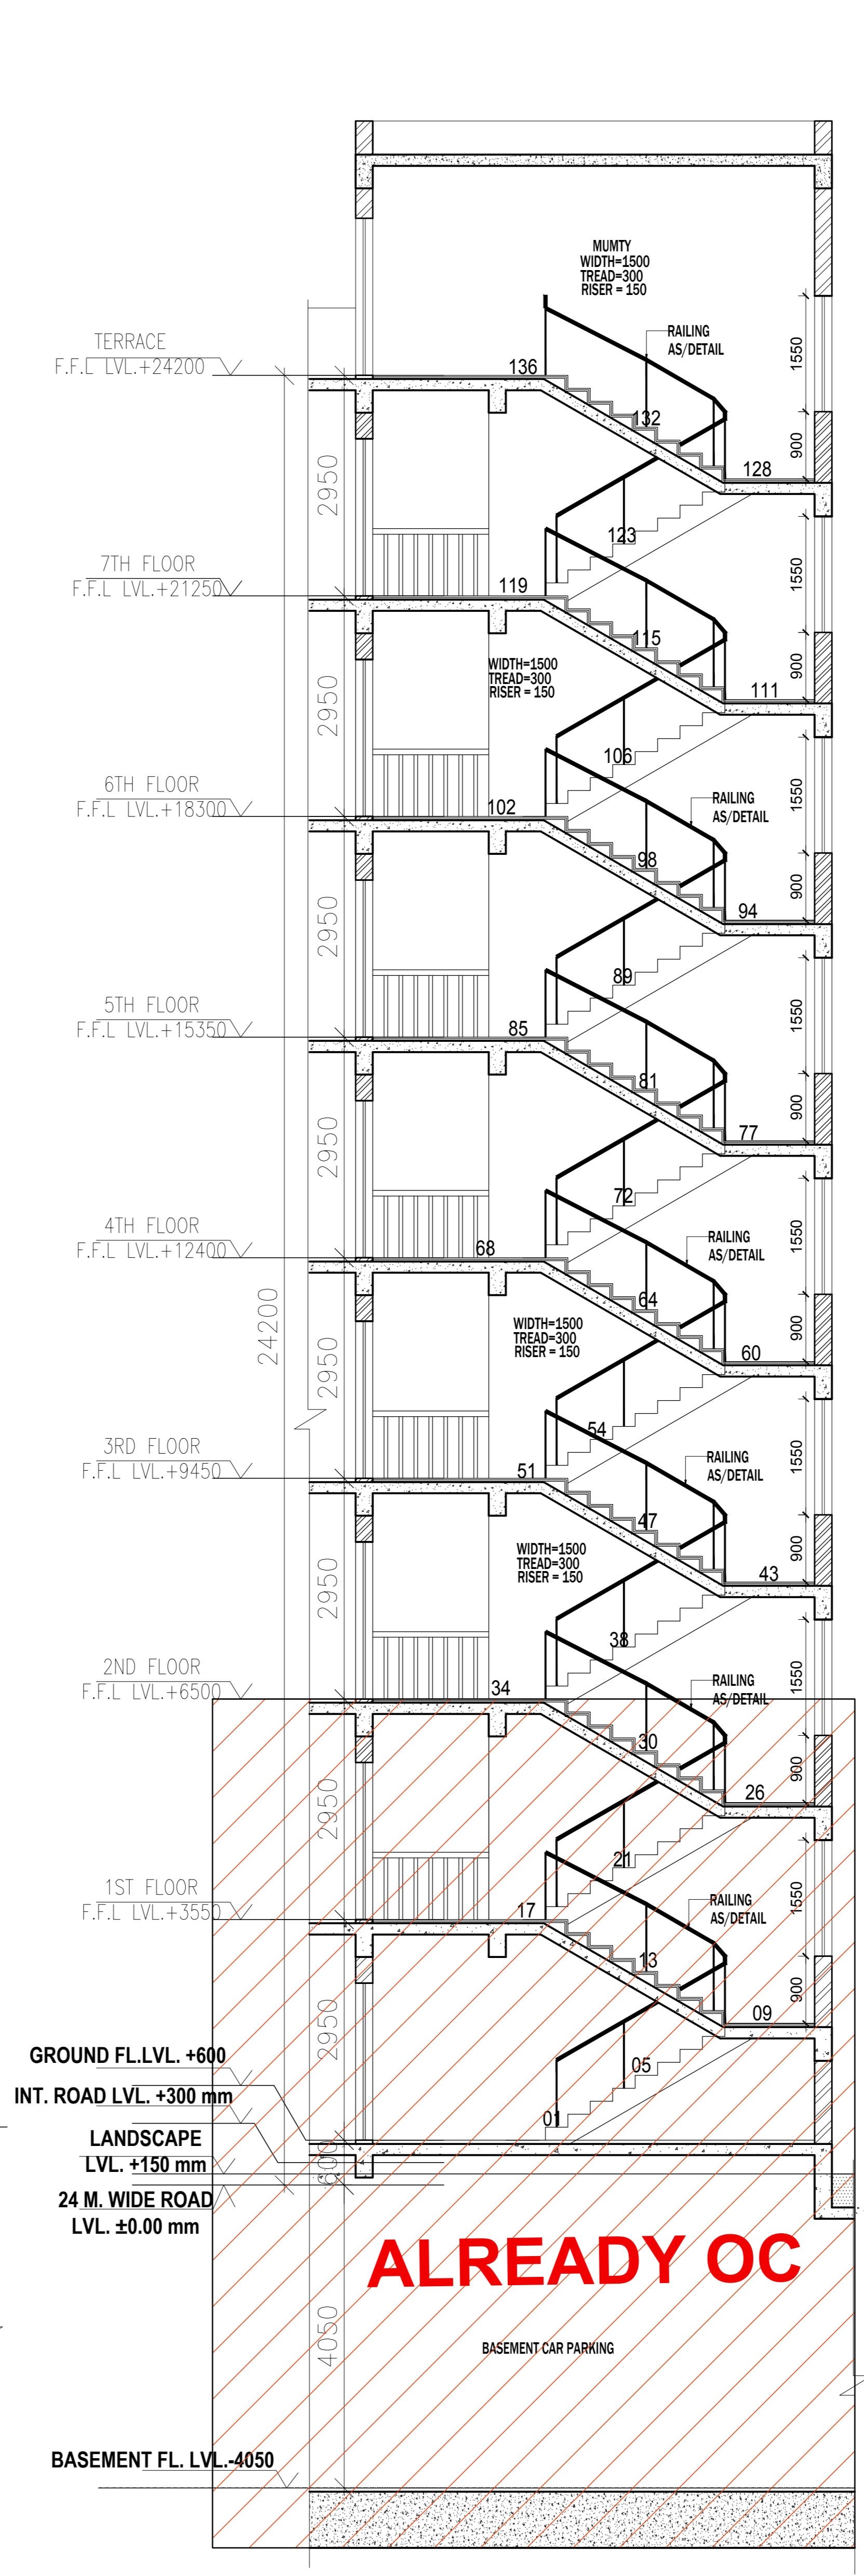 MUMTY
WIDTH=1500
TREAD=300
RISER = 150
RAILING
AS/DETAIL
1550
TERRACE
F.F.L LVL.+24200
136
132
900
128
2950
123
1550
7TH FLOOR
F.F.L LVL.+21250
119
115
WIDTH=1500
TREAD=300
RISER = 150
900
111
2950
106
1550
6TH FLOOR
F.F.L LVL.+18300
102
RAILING
AS/DETAIL
98
900
94
2950
89
1550
5TH FLOOR
F.F.L LVL.+15350
85
81
900
77
2950
72
1550
4TH FLOOR
F.F.L LVL.+12400
68
RAILING
AS/DETAIL
64
24200
WIDTH=1500
TREAD=300
RISER = 150
900
60
2950
54
1550
3RD FLOOR
F.F.L LVL.+9450
51
RAILING
AS/DETAIL
47
WIDTH=1500
TREAD=300
RISER = 150
900
43
2950
38
1550
2ND FLOOR
F.F.L LVL.+6500
34
RAILING
AS/DETAIL
30
900
26
2950
21
1550
1ST FLOOR
F.F.L LVL.+3550
17
RAILING
AS/DETAIL
13
900
09
2950
05
01
GROUND FL.LVL. +600
INT. ROAD LVL. +300 mm
LANDSCAPE
LVL. +150 mm
600
24 M. WIDE ROAD
LVL. ±0.00 mm
ALREADY OC
4050
BASEMENT CAR PARKING
BASEMENT FL. LVL.-4050